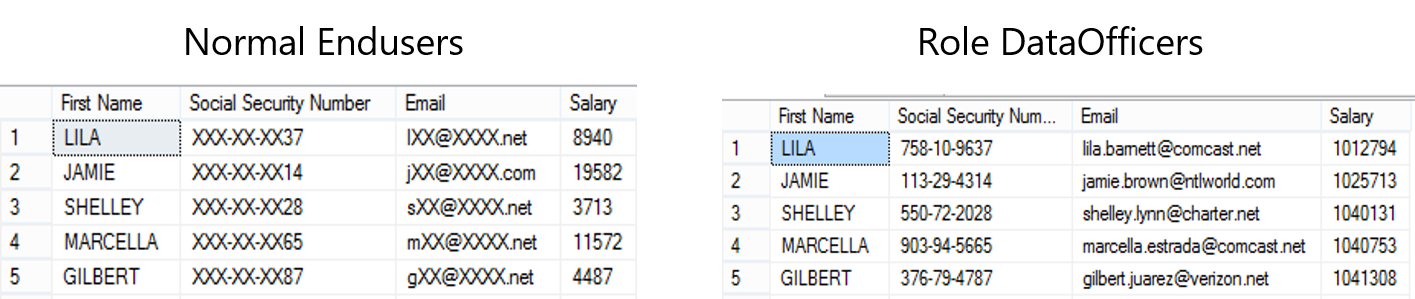 Normal Endusers
First Name Social Security Number Email Salary
1 LILA XXX-XX-XX37 lXX@XXXX.net 8940
2 JAMIE XXX-XX-XX14 jXX@XXXX.com 19582
3 SHELLEY XXX-XX-XX28 sXX@XXXX.net 3713
4 MARCELLA XXX-XX-XX65 mXX@XXXX.net 11572
5 GILBERT XXX-XX-XX87 gXX@XXXX.net 4487
Role DataOfficers
First Name Social Security Num... Email Salary
1 LILA 758-10-9637 lila.barnett@comcast.net 1012794
2 JAMIE 113-29-4314 jamie.brown@ntlworld.com 1025713
3 SHELLEY 550-72-2028 shelley.lynn@charter.net 1040131
4 MARCELLA 903-94-5665 marcella.estrada@comcast.net 1040753
5 GILBERT 376-79-4787 gilbert.juarez@verizon.net 1041308